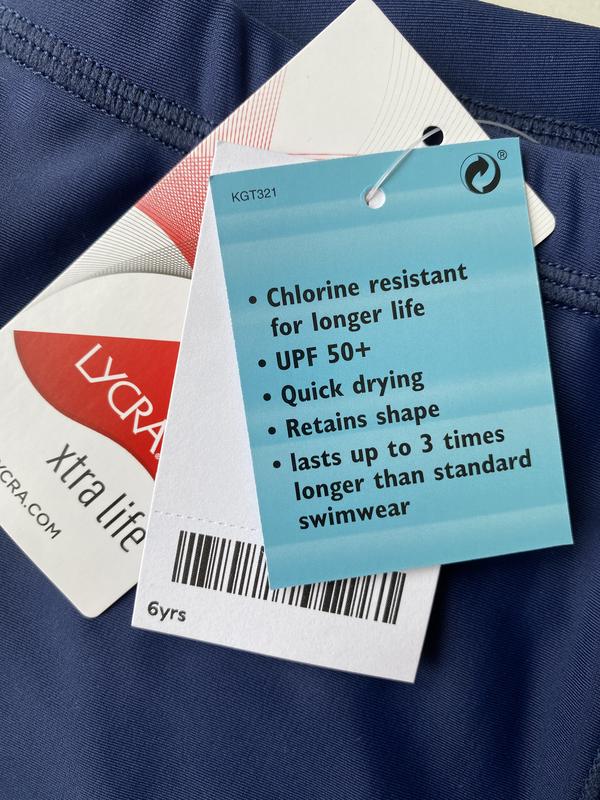 KGT321
®
• Chlorine resistant
for longer life
• UPF 50+
• Quick drying
• Retains shape
• lasts up to 3 times
longer than standard
swimwear
LYCRA
xtra life
LYCRA.COM
6yrs